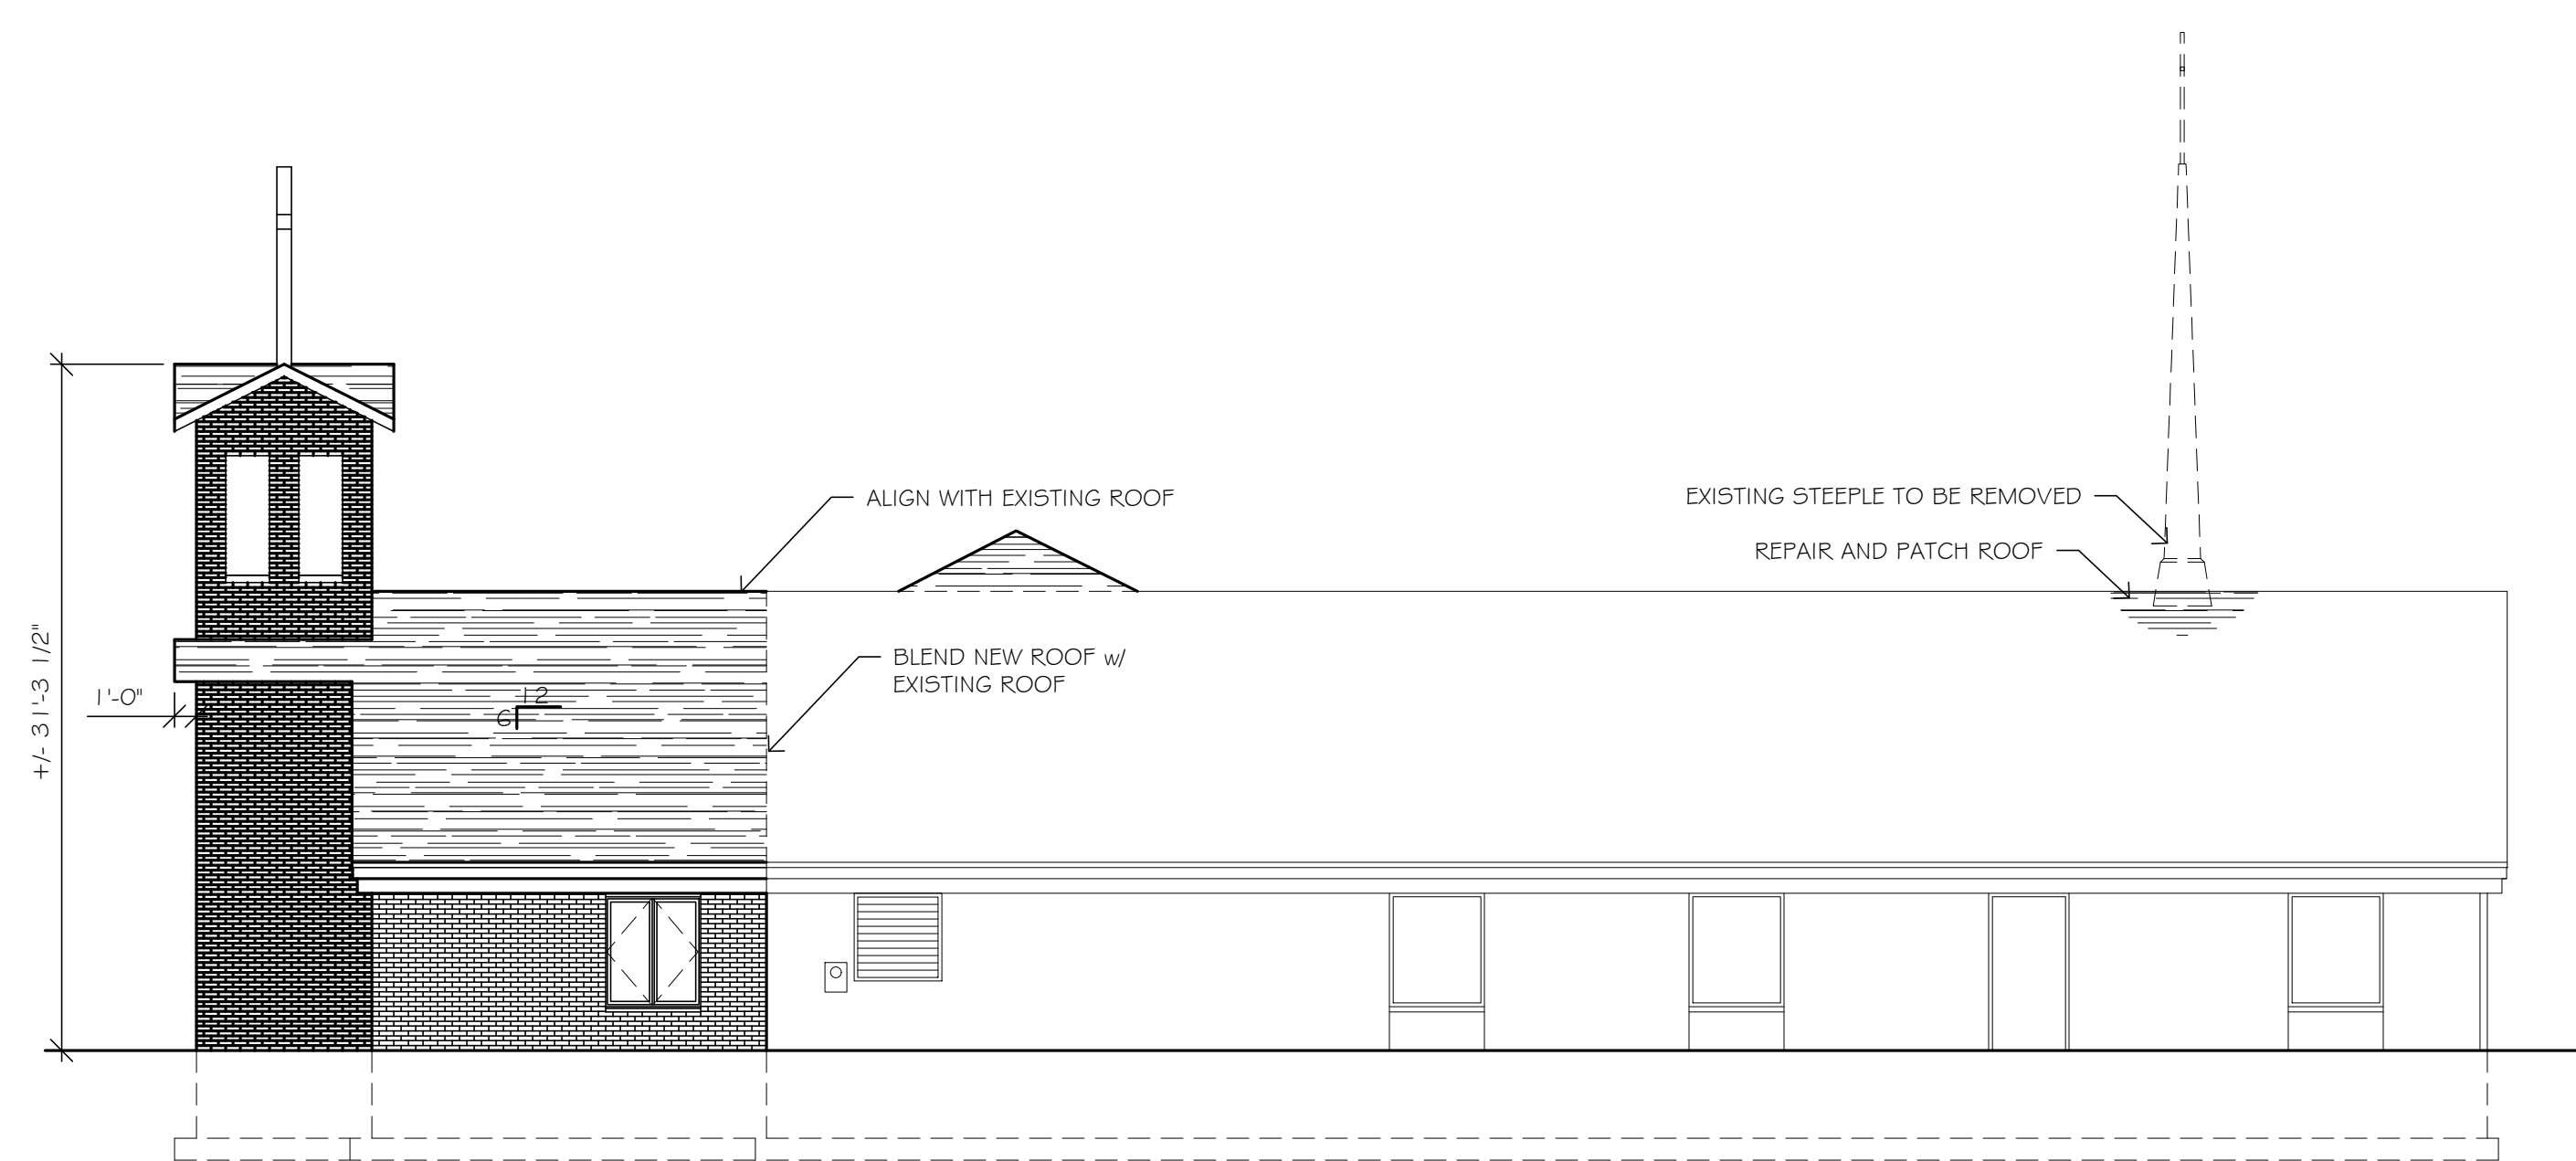 ALIGN WITH EXISTING ROOF
EXISTING STEEPLE TO BE REMOVED
REPAIR AND PATCH ROOF
BLEND NEW ROOF w/
EXISTING ROOF
+/- 31'-3 1/2"
1'-0"
12
6